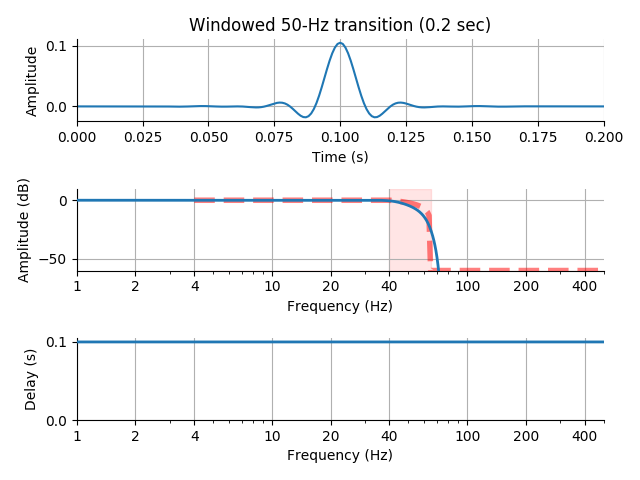 Windowed 50-Hz transition (0.2 sec)
Amplitude
0.1
0.0
0.000 0.025 0.050 0.075 0.100 0.125 0.150 0.175 0.200
Time (s)
Amplitude (dB)
0
−50
1 2 4 10 20 40 100 200 400
Frequency (Hz)
Delay (s)
0.1
0.0
1 2 4 10 20 40 100 200 400
Frequency (Hz)